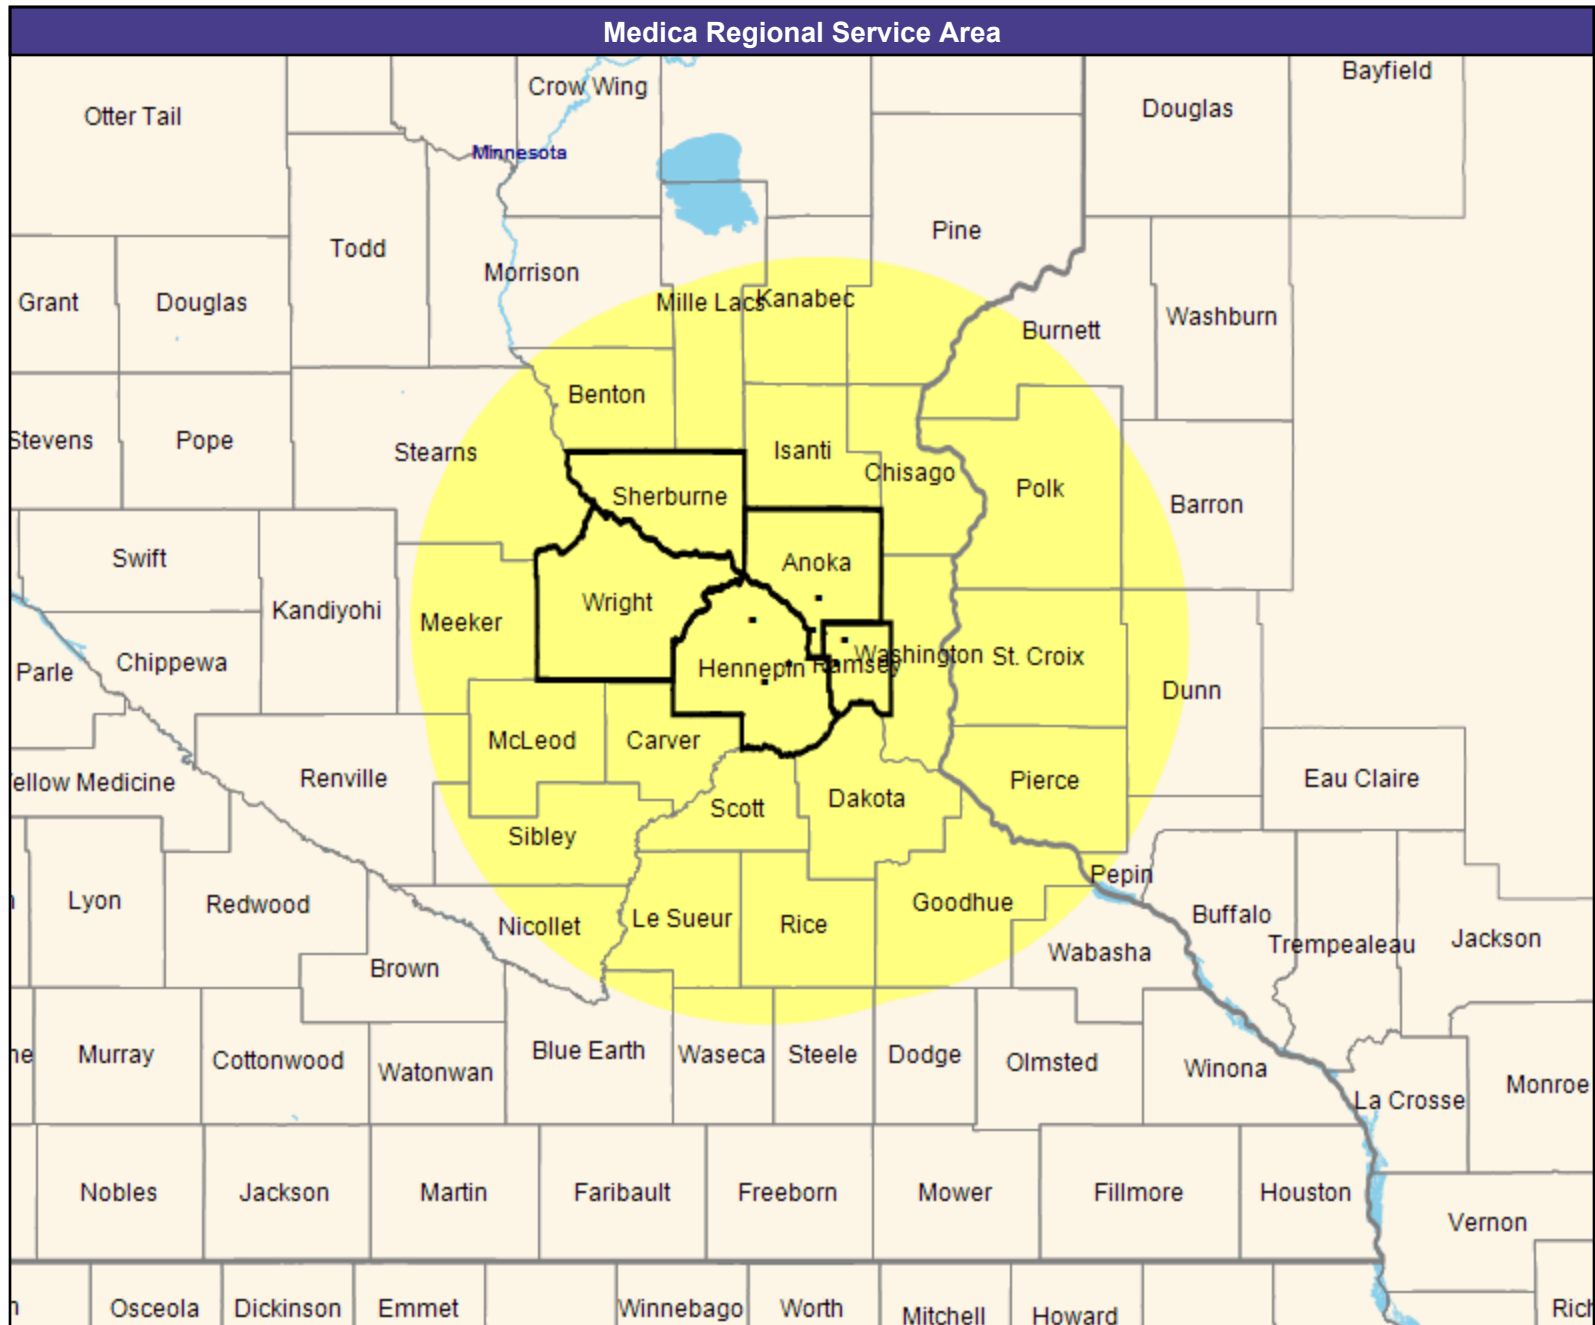 Medica Regional Service Area
Bayfield
Crow Wing
Otter Tail
Douglas
Minnesota
Pine
Todd
Morrison
Grant
Douglas
Mille Lacs
Kanabec
Washburn
Burnett
Benton
Stevens
Pope
Stearns
Isanti
Chisago
Polk
Sherburne
Barron
Swift
Anoka
Wright
Kandiyohi
Meeker
Parle
Chippewa
Hennepin
Ramsey
Washington
St. Croix
Dunn
McLeod
Carver
ellow Medicine
Renville
Pierce
Eau Claire
Scott
Dakota
Sibley
Pepin
Lyon
Redwood
Nicollet
Le Sueur
Rice
Goodhue
Buffalo
Trempealeau
Jackson
Wabasha
Brown
ne
Murray
Cottonwood
Watonwan
Blue Earth
Waseca
Steele
Dodge
Olmsted
Winona
La Crosse
Monroe
Nobles
Jackson
Martin
Faribault
Freeborn
Mower
Fillmore
Houston
Vernon
Osceola
Dickinson
Emmet
Winnebago
Worth
Mitchell
Howard
Rich